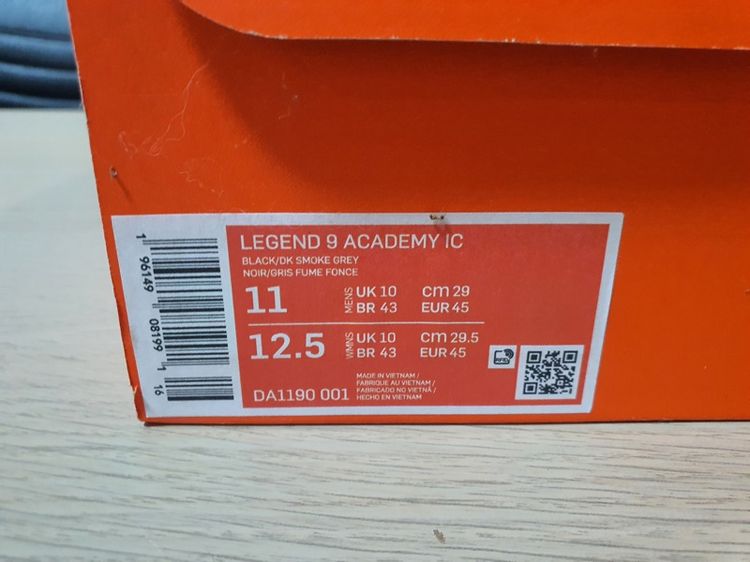 LEGEND 9 ACADEMY IC
BLACK/DK SMOKE GREY
NOIR/GRIS FUME FONCE
11 MENS UK 10 cm 29
BR 43 EUR 45
12.5 WMNS UK 10 cm 29.5
BR 43 EUR 45
RFID
DA1190 001
MADE IN VIETNAM /
FABRIQUE AU VIETNAM /
FABRICADO NO VIETNÃ /
HECHO EN VIETNAM
1 96149 08199 1 16